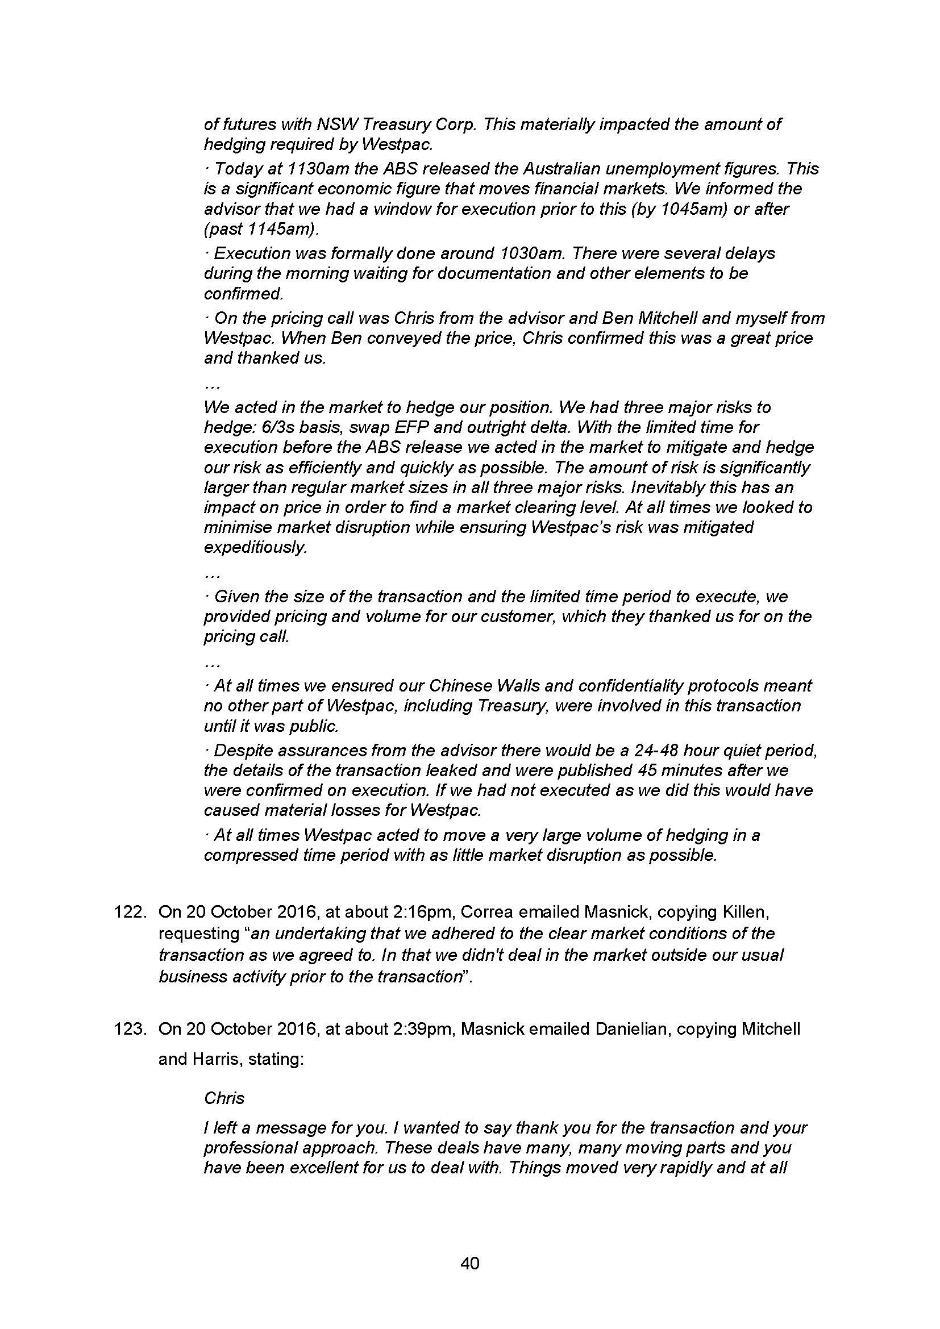 of futures with NSW Treasury Corp. This materially impacted the amount of
hedging required by Westpac.
· Today at 1130am the ABS released the Australian unemployment figures. This
is a significant economic figure that moves financial markets. We informed the
advisor that we had a window for execution prior to this (by 1045am) or after
(past 1145am).
· Execution was formally done around 1030am. There were several delays
during the morning waiting for documentation and other elements to be
confirmed.
· On the pricing call was Chris from the advisor and Ben Mitchell and myself from
Westpac. When Ben conveyed the price, Chris confirmed this was a great price
and thanked us.
…
We acted in the market to hedge our position. We had three major risks to
hedge: 6/3s basis, swap EFP and outright delta. With the limited time for
execution before the ABS release we acted in the market to mitigate and hedge
our risk as efficiently and quickly as possible. The amount of risk is significantly
larger than regular market sizes in all three major risks. Inevitably this has an
impact on price in order to find a market clearing level. At all times we looked to
minimise market disruption while ensuring Westpac's risk was mitigated
expeditiously.
…
· Given the size of the transaction and the limited time period to execute, we
provided pricing and volume for our customer, which they thanked us for on the
pricing call.
…
· At all times we ensured our Chinese Walls and confidentiality protocols meant
no other part of Westpac, including Treasury, were involved in this transaction
until it was public.
· Despite assurances from the advisor there would be a 24-48 hour quiet period,
the details of the transaction leaked and were published 45 minutes after we
were confirmed on execution. If we had not executed as we did this would have
caused material losses for Westpac.
· At all times Westpac acted to move a very large volume of hedging in a
compressed time period with as little market disruption as possible.
122. On 20 October 2016, at about 2:16pm, Correa emailed Masnick, copying Killen,
requesting “an undertaking that we adhered to the clear market conditions of the
transaction as we agreed to. In that we didn't deal in the market outside our usual
business activity prior to the transaction”.
123. On 20 October 2016, at about 2:39pm, Masnick emailed Danielian, copying Mitchell
and Harris, stating:
Chris
I left a message for you. I wanted to say thank you for the transaction and your
professional approach. These deals have many, many moving parts and you
have been excellent for us to deal with. Things moved very rapidly and at all
40